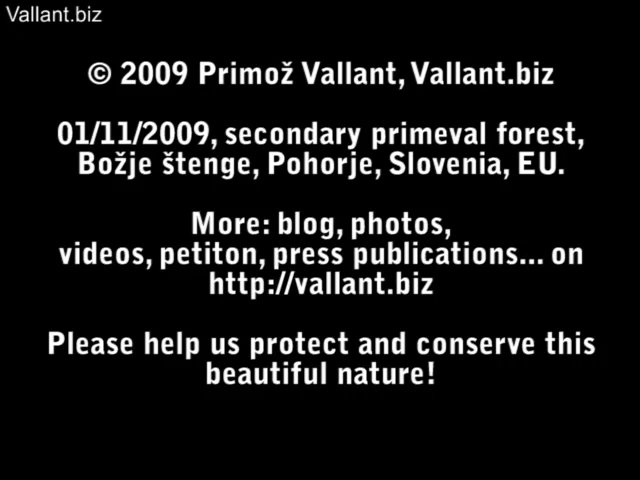 Vallant.biz
© 2009 Primož Vallant, Vallant.biz
01/11/2009, secondary primeval forest,
Božje štenge, Pohorje, Slovenia, EU.
More: blog, photos,
videos, petiton, press publications... on
http://vallant.biz
Please help us protect and conserve this
beautiful nature!